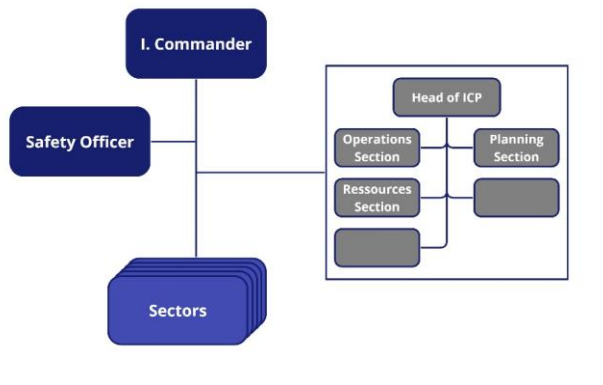 I. Commander
Head of ICP
Safety Officer
Operations
Section
Planning
Section
Ressources
Section
Sectors